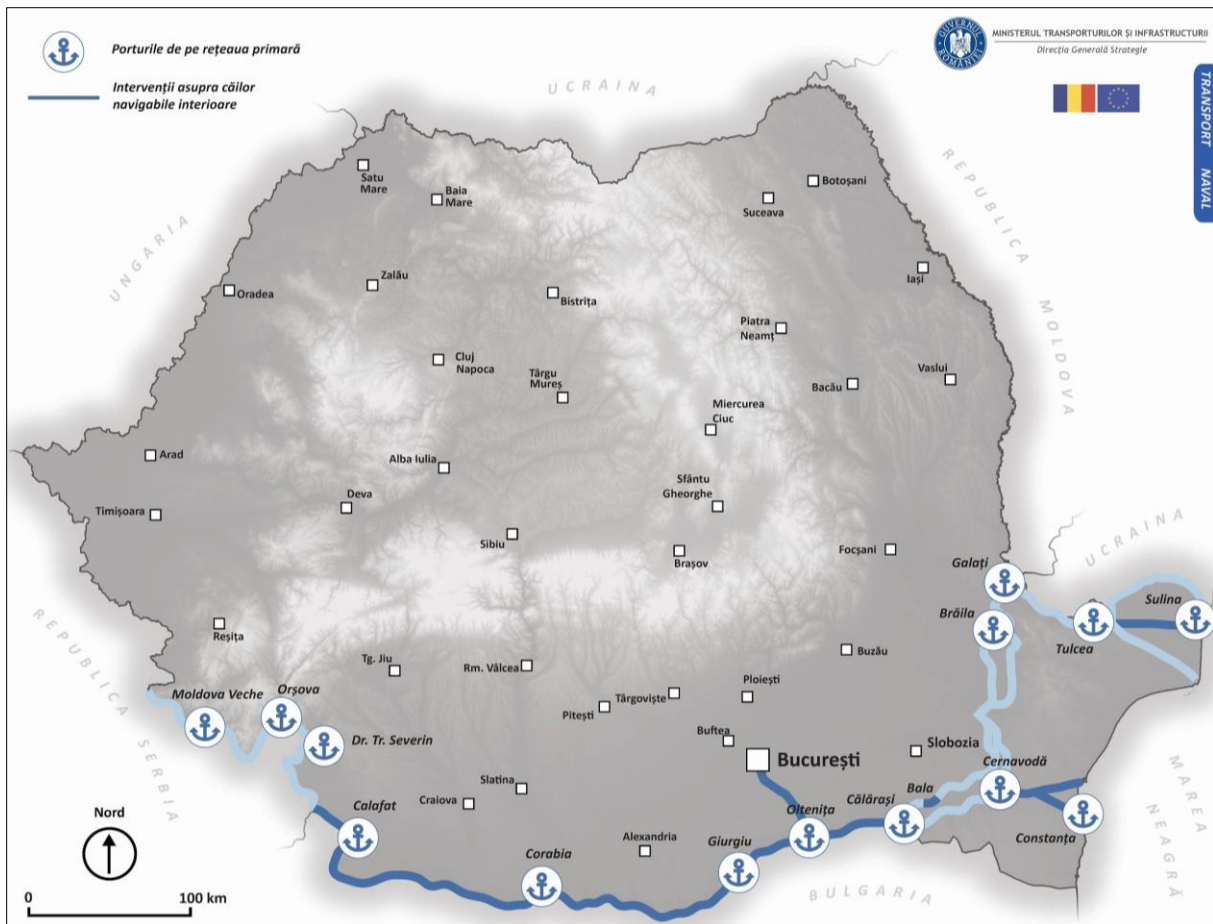 Porturile de pe rețeaua primară
Intervenții asupra căilor
navigabile interioare
GUVERNUL
ROMÂNIEI
MINISTERUL TRANSPORTURILOR ȘI INFRASTRUCTURII
Direcția Generală Strategie
TRANSPORT NAVAL
UCRAINA
REPUBLICA MOLDOVA
UNGARIA
Satu
Mare
Baia
Mare
Botoșani
Suceava
Iași
Oradea
Zalău
Bistrița
Piatra
Neamț
Cluj
Napoca
Târgu
Mureș
Bacău
Vaslui
Miercurea
Ciuc
Arad
Alba Iulia
Deva
Timișoara
Sfântu
Gheorghe
Sibiu
Brașov
Focșani
UCRAINA
Galați
Brăila
Sulina
Tulcea
REPUBLICA SERBIA
Reșița
Tg. Jiu
Rm. Vâlcea
Buzău
Moldova Veche
Orșova
Dr. Tr. Severin
Pitești
Târgoviște
Ploiești
Buftea
București
Slobozia
Cernavodă
Bala
Călărași
Oltenița
Constanța
MAREA NEAGRĂ
Slatina
Craiova
Calafat
Alexandria
Giurgiu
Corabia
BULGARIA
Nord
0
100 km